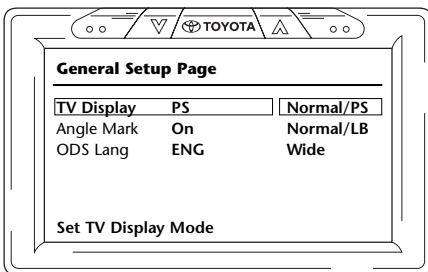 TOYOTA
General Setup Page
TV Display PS Normal/PS
Angle Mark On Normal/LB
ODS Lang ENG Wide
Set TV Display Mode